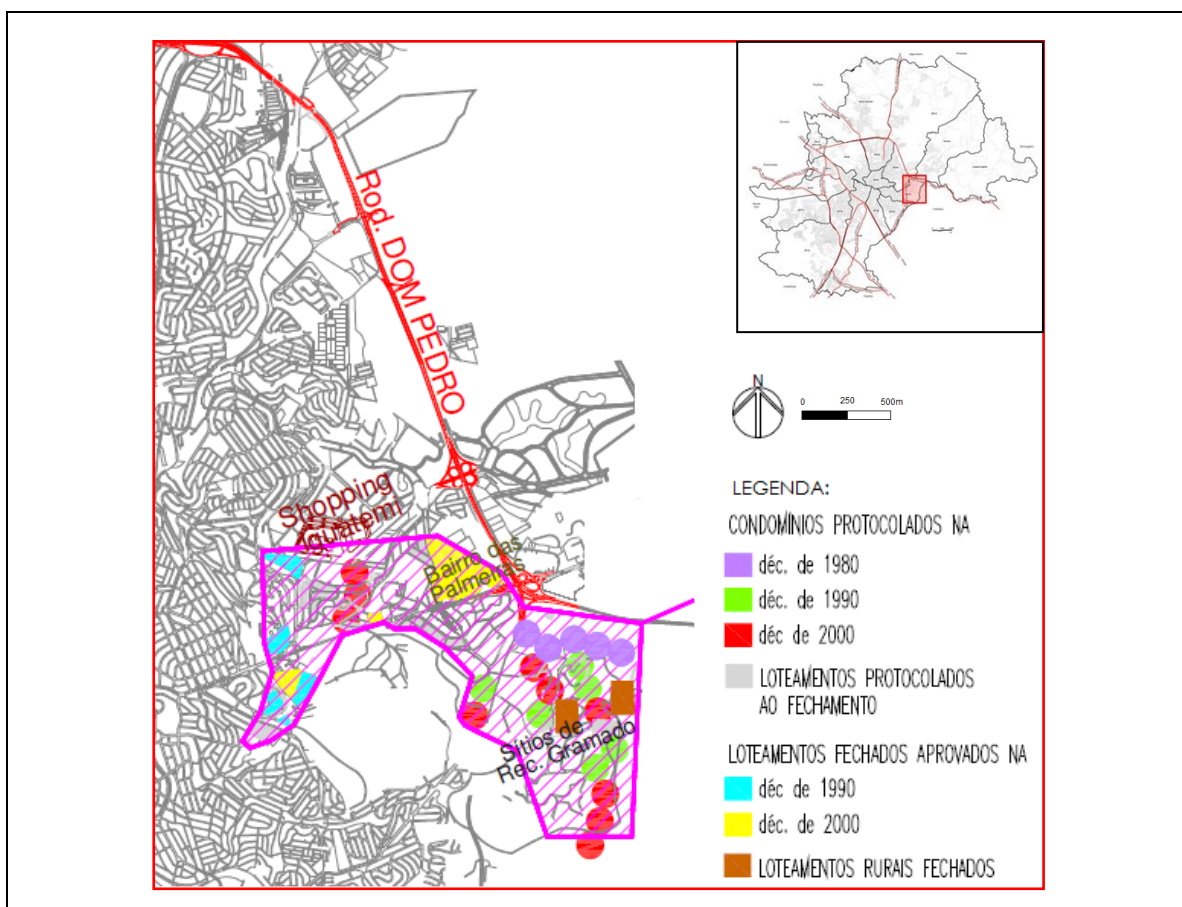 Rod. DOM PEDRO
Shopping
Iguatemi
Bairro das
Palmeiras
Sítios de
Rec. Gramado
N
0 250 500m
LEGENDA:
CONDOMÍNIOS PROTOCOLADOS NA
déc. de 1980
déc. de 1990
déc de 2000
LOTEAMENTOS PROTOCOLADOS
AO FECHAMENTO
LOTEAMENTOS FECHADOS APROVADOS NA
déc de 1990
déc. de 2000
LOTEAMENTOS RURAIS FECHADOS